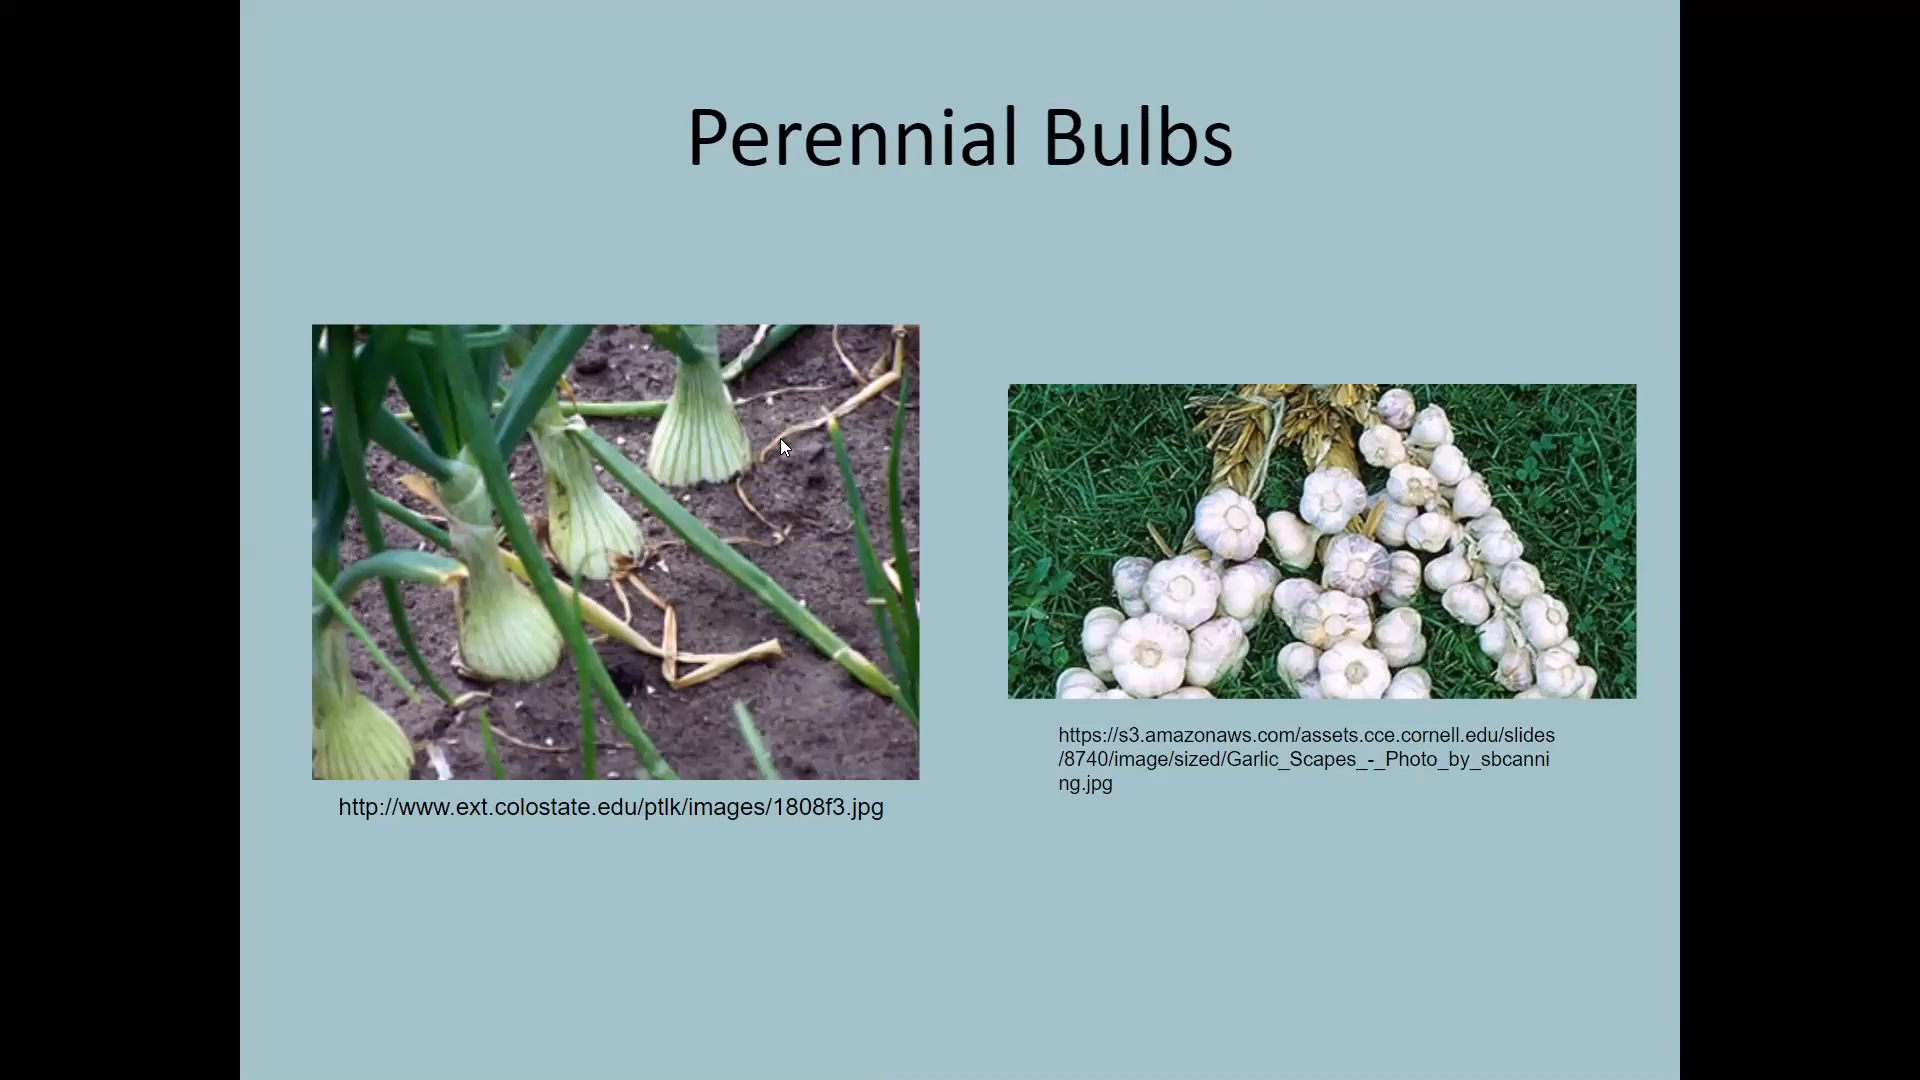 Perennial Bulbs
http://www.ext.colostate.edu/ptlk/images/1808f3.jpg
https://s3.amazonaws.com/assets.cce.cornell.edu/slides
/8740/image/sized/Garlic_Scapes_-_Photo_by_sbcanni
ng.jpg